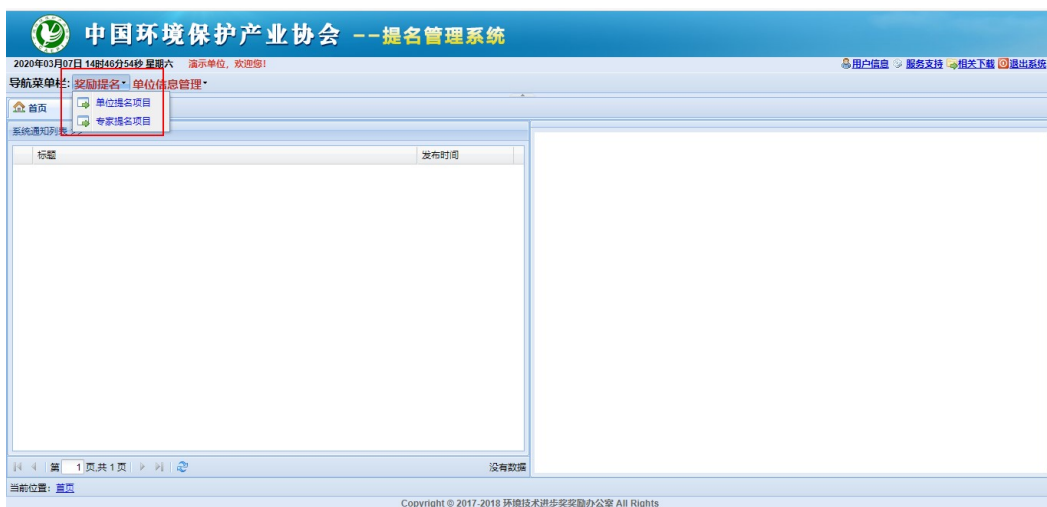 中国环境保护产业协会 --提名管理系统
2020年03月07日 14时46分54秒 星期六 演示单位，欢迎您! 用户信息 服务支持 相关下载 退出系统
导航菜单栏: 奖励提名 单位信息管理
单位提名项目
首页
专家提名项目
系统通知列表
标题 发布时间
第 1 页,共 1 页 没有数据
当前位置: 首页
Copyright © 2017-2018 环境技术进步奖奖励办公室 All Rights